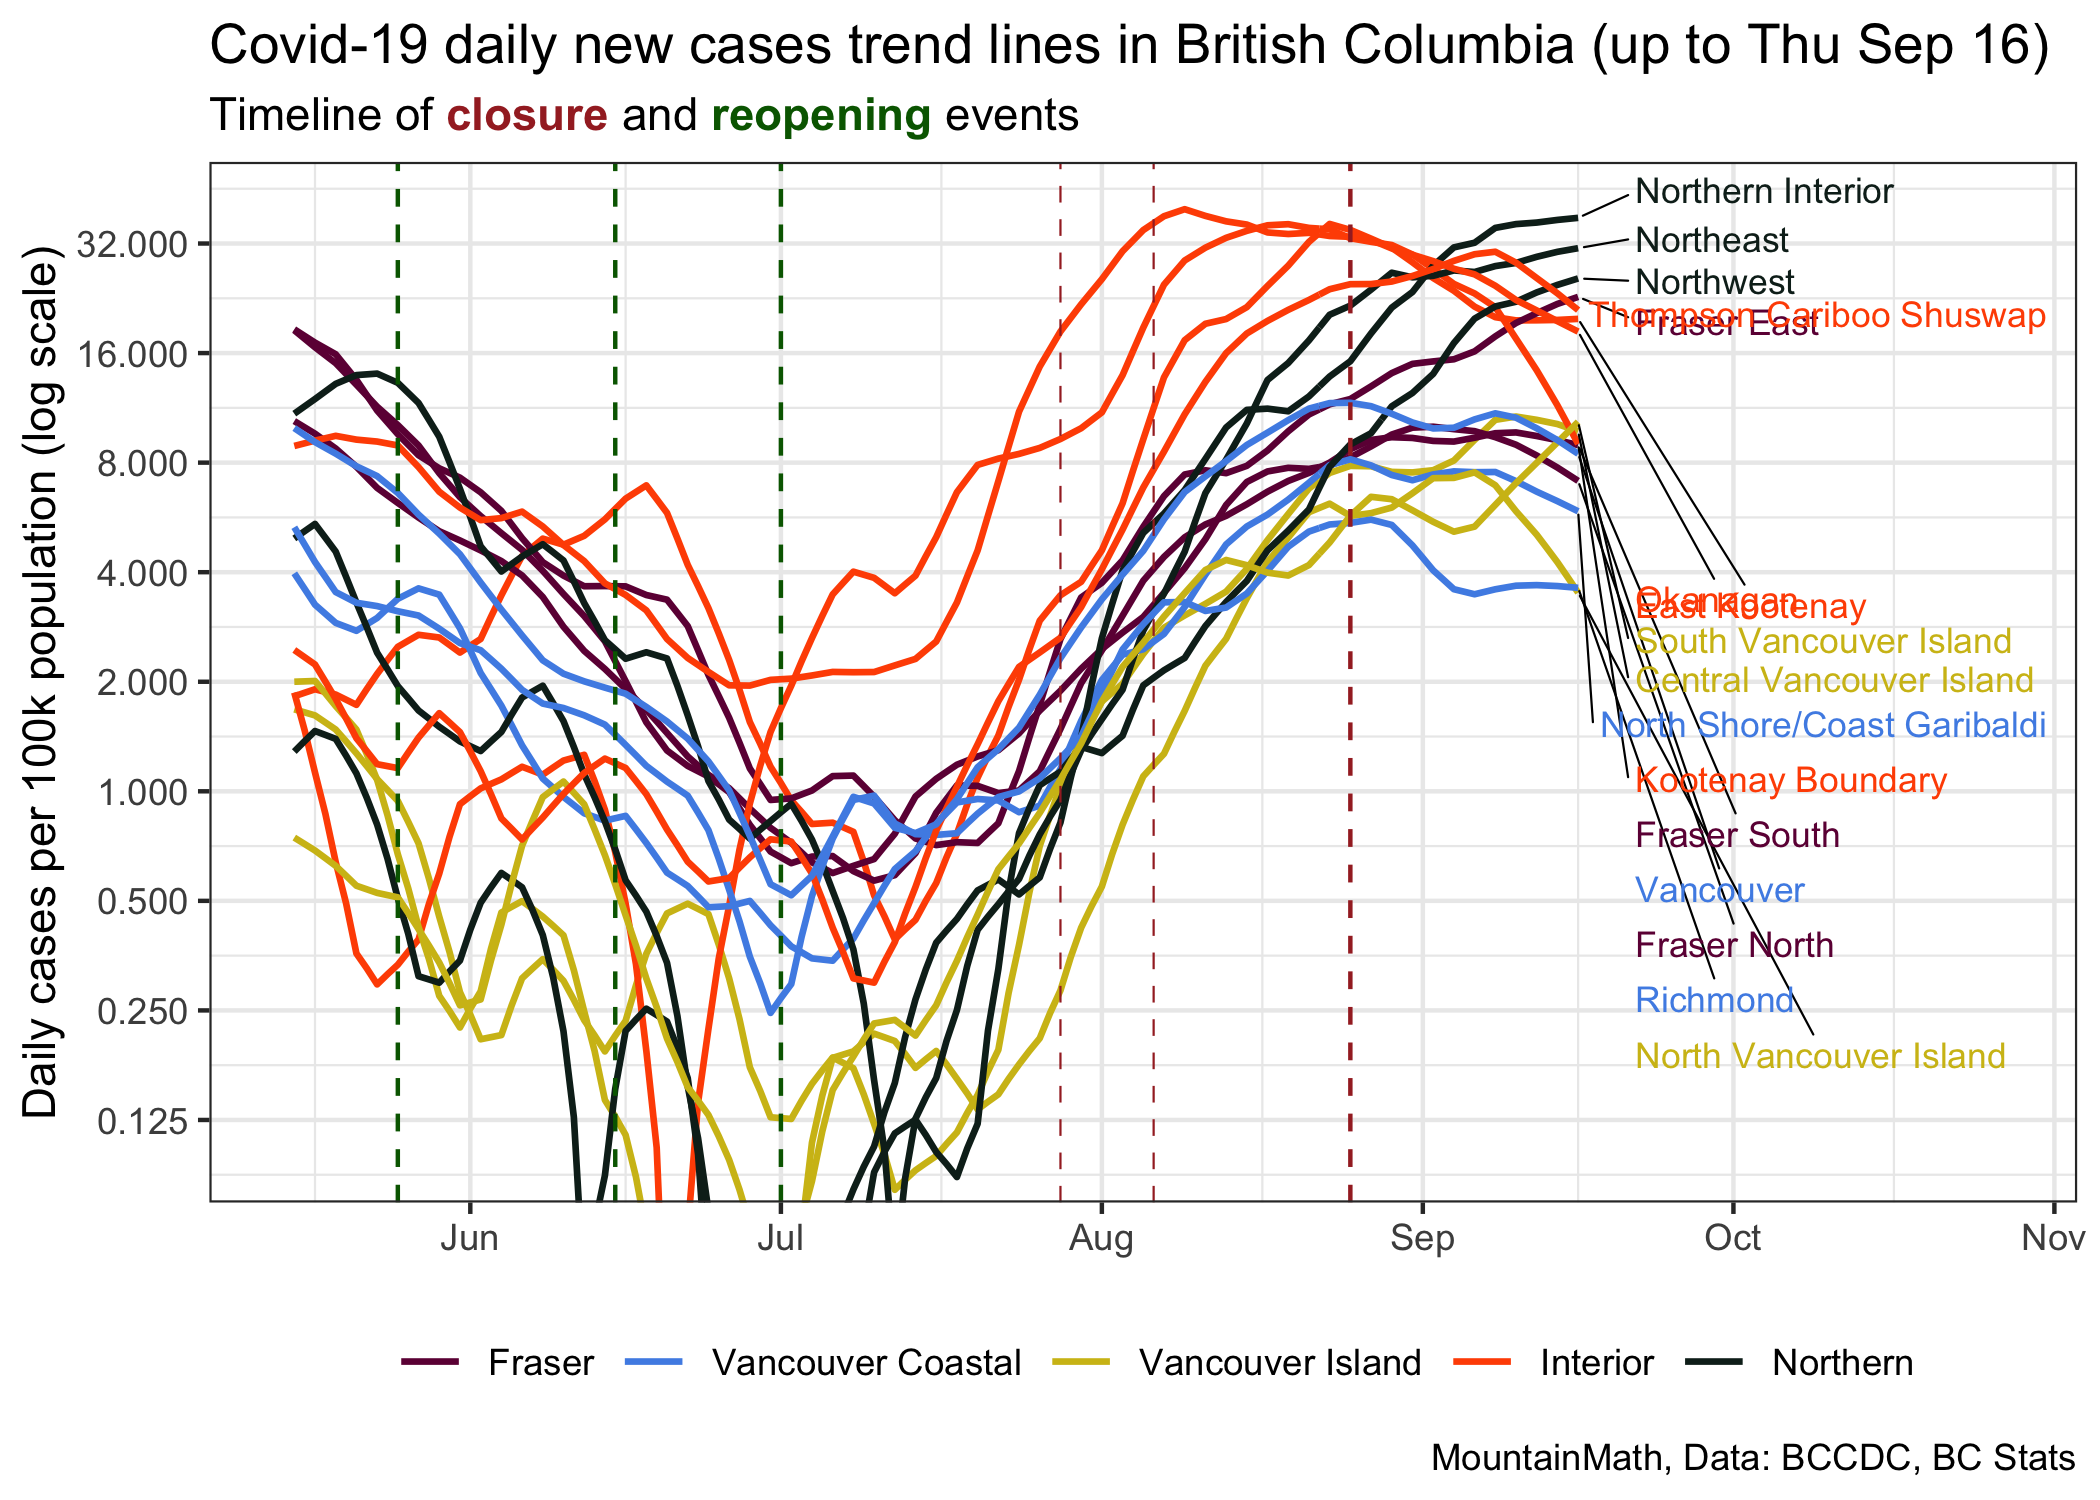 Covid-19 daily new cases trend lines in British Columbia (up to Thu Sep 16)
Timeline of closure and reopening events
Daily cases per 100k population (log scale)
32.000
16.000
8.000
4.000
2.000
1.000
0.500
0.250
0.125
Northern Interior
Northeast
Northwest
Thompson Cariboo Shuswap
Fraser East
Okanagan
East Kootenay
South Vancouver Island
Central Vancouver Island
North Shore/Coast Garibaldi
Kootenay Boundary
Fraser South
Vancouver
Fraser North
Richmond
North Vancouver Island
Jun Jul Aug Sep Oct Nov
Fraser Vancouver Coastal Vancouver Island Interior Northern
MountainMath, Data: BCCDC, BC Stats